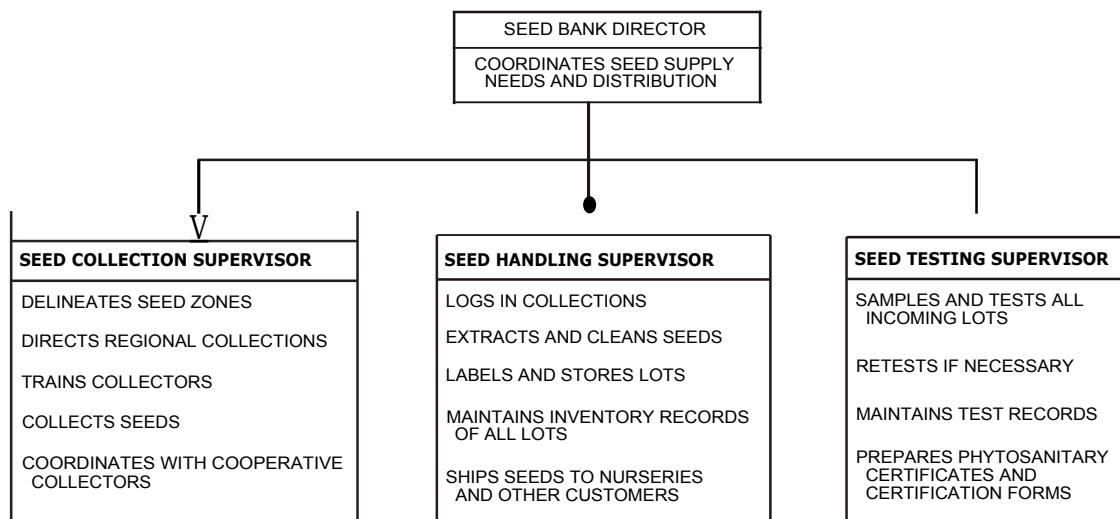 SEED BANK DIRECTOR
COORDINATES SEED SUPPLY
NEEDS AND DISTRIBUTION
V
SEED COLLECTION SUPERVISOR
DELINEATES SEED ZONES
DIRECTS REGIONAL COLLECTIONS
TRAINS COLLECTORS
COLLECTS SEEDS
COORDINATES WITH COOPERATIVE
COLLECTORS
SEED HANDLING SUPERVISOR
LOGS IN COLLECTIONS
EXTRACTS AND CLEANS SEEDS
LABELS AND STORES LOTS
MAINTAINS INVENTORY RECORDS
OF ALL LOTS
SHIPS SEEDS TO NURSERIES
AND OTHER CUSTOMERS
SEED TESTING SUPERVISOR
SAMPLES AND TESTS ALL
INCOMING LOTS
RETESTS IF NECESSARY
MAINTAINS TEST RECORDS
PREPARES PHYTOSANITARY
CERTIFICATES AND
CERTIFICATION FORMS